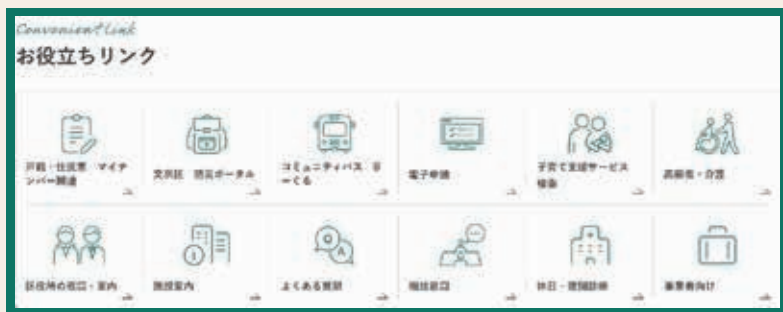 Convenient Link
お役立ちリンク
戸籍・住民票 マイナ
ンバー関連
文京区 防災ポータル
コミュニティバス B
ーぐる
電子申請
子育て支援サービス
検索
高齢者・介護
区役所の窓口・案内
施設案内
よくある質問
相談窓口
休日・夜間診療
事業者向け